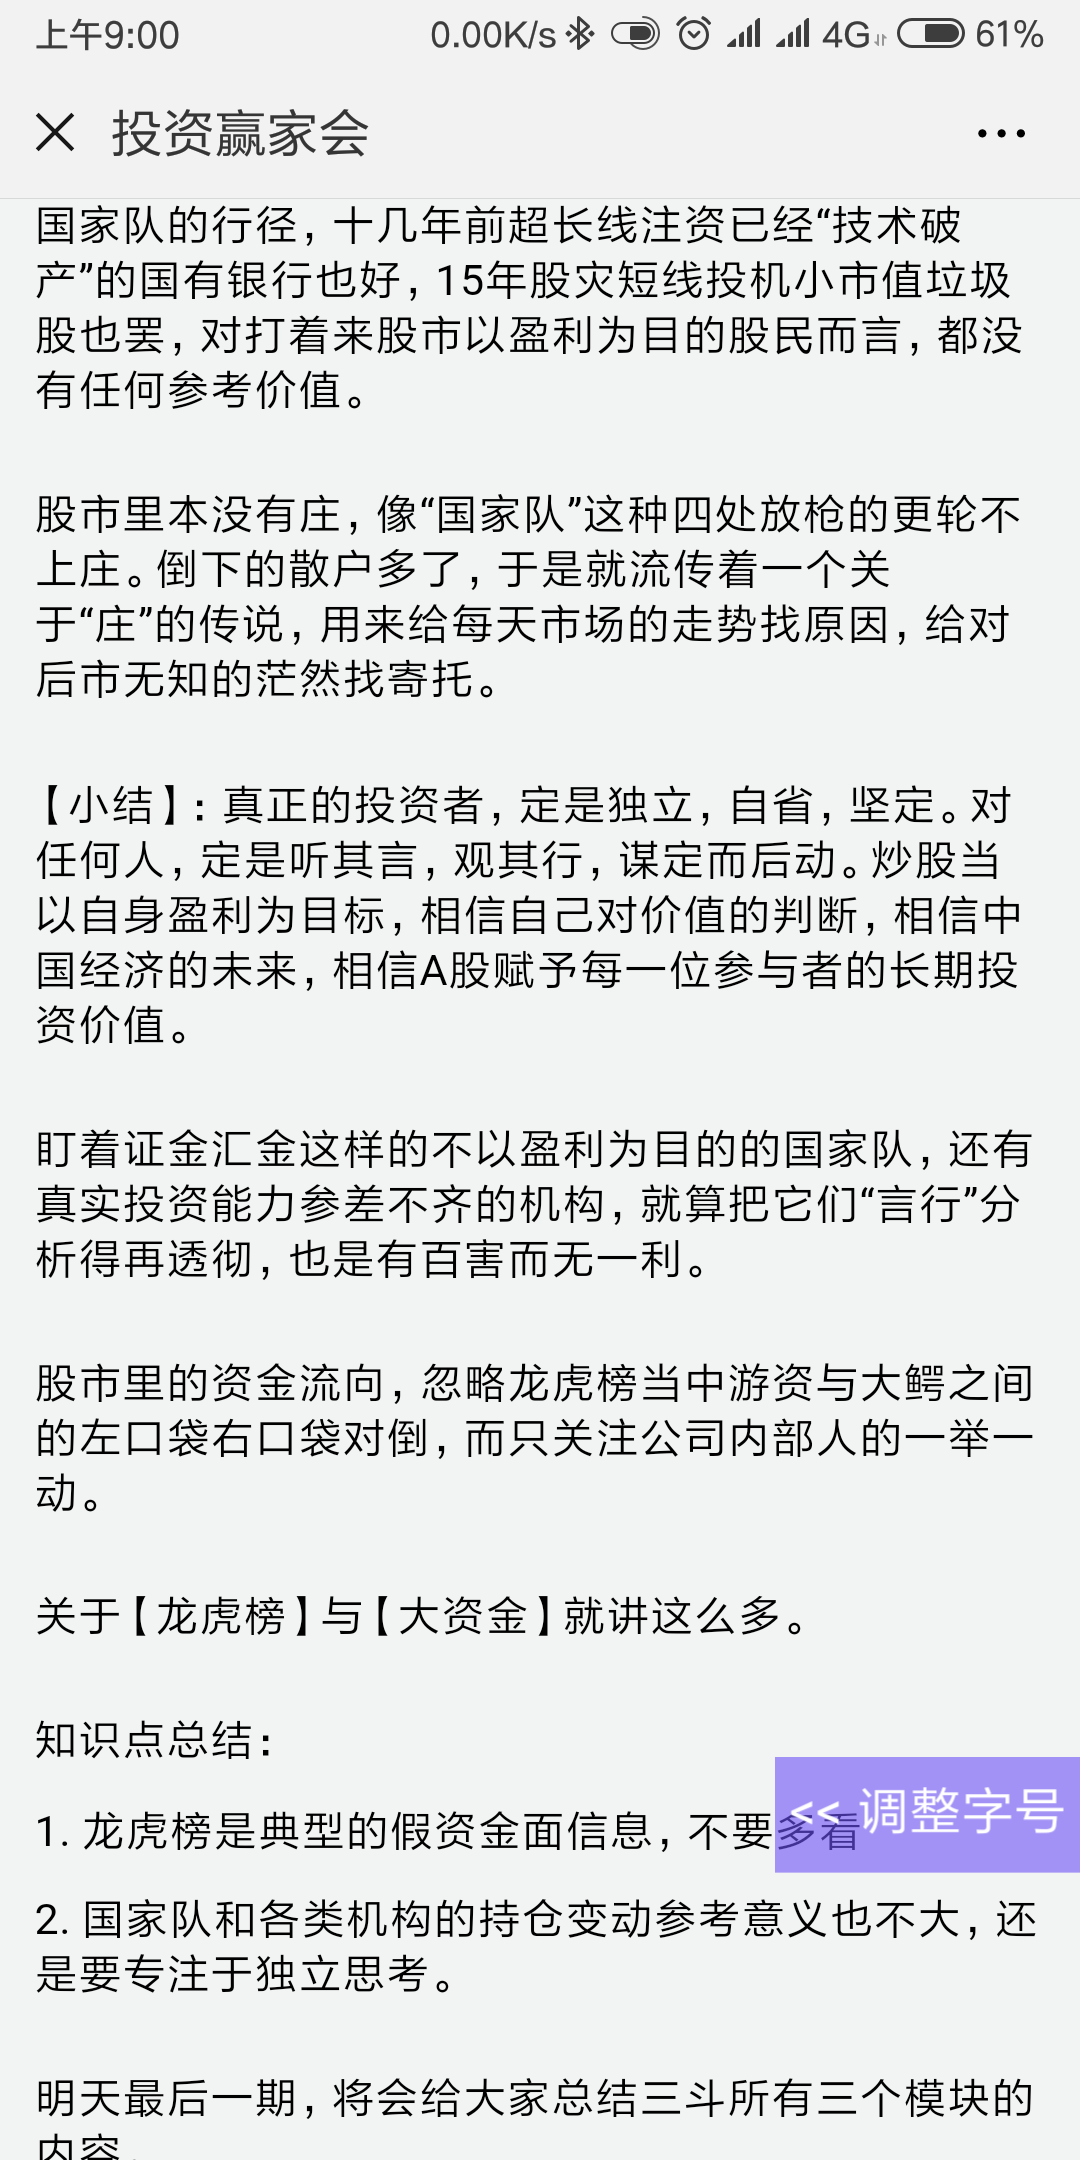 上午9:00 0.00K/s 4G 61%
投资赢家会
国家队的行径，十几年前超长线注资已经“技术破
产”的国有银行也好，15年股灾短线投机小市值垃圾
股也罢，对打着来股市以盈利为目的股民而言，都没
有任何参考价值。
股市里本没有庄，像“国家队”这种四处放枪的更轮不
上庄。倒下的散户多了，于是就流传着一个关
于“庄”的传说，用来给每天市场的走势找原因，给对
后市无知的茫然找寄托。
【小结】：真正的投资者，定是独立，自省，坚定。对
任何人，定是听其言，观其行，谋定而后动。炒股当
以自身盈利为目标，相信自己对价值的判断，相信中
国经济的未来，相信A股赋予每一位参与者的长期投
资价值。
盯着证金汇金这样的不以盈利为目的的国家队，还有
真实投资能力参差不齐的机构，就算把它们“言行”分
析得再透彻，也是有百害而无一利。
股市里的资金流向，忽略龙虎榜当中游资与大鳄之间
的左口袋右口袋对倒，而只关注公司内部人的一举一
动。
关于【龙虎榜】与【大资金】就讲这么多。
知识点总结：
1. 龙虎榜是典型的假资金面信息，不要多看
<< 调整字号
2. 国家队和各类机构的持仓变动参考意义也不大，还
是要专注于独立思考。
明天最后一期，将会给大家总结三斗所有三个模块的
内容。